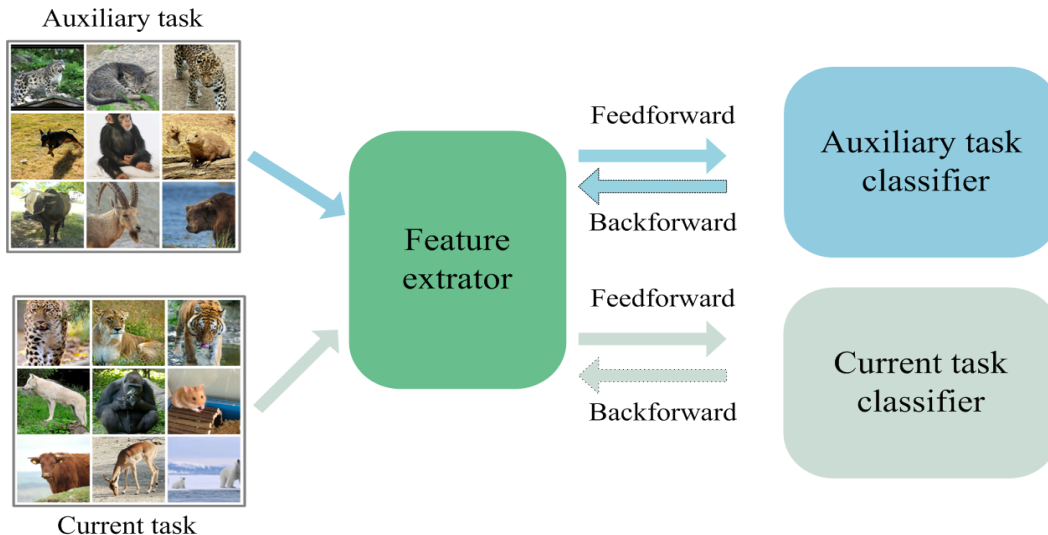 Auxiliary task
Feedforward
Auxiliary task
classifier
Backforward
Feature
extrator
Feedforward
Current task
classifier
Backforward
Current task